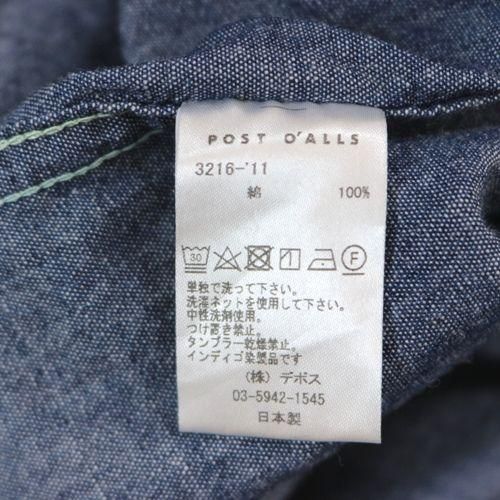 POST O'ALLS
3216-'11
綿 100%
30 F
単独で洗って下さい。
洗濯ネットを使用して下さい。
中性洗剤使用。
つけ置き禁止。
タンブラー乾燥禁止。
インディゴ染製品です
(株) デポス
03-5942-1545
日本製